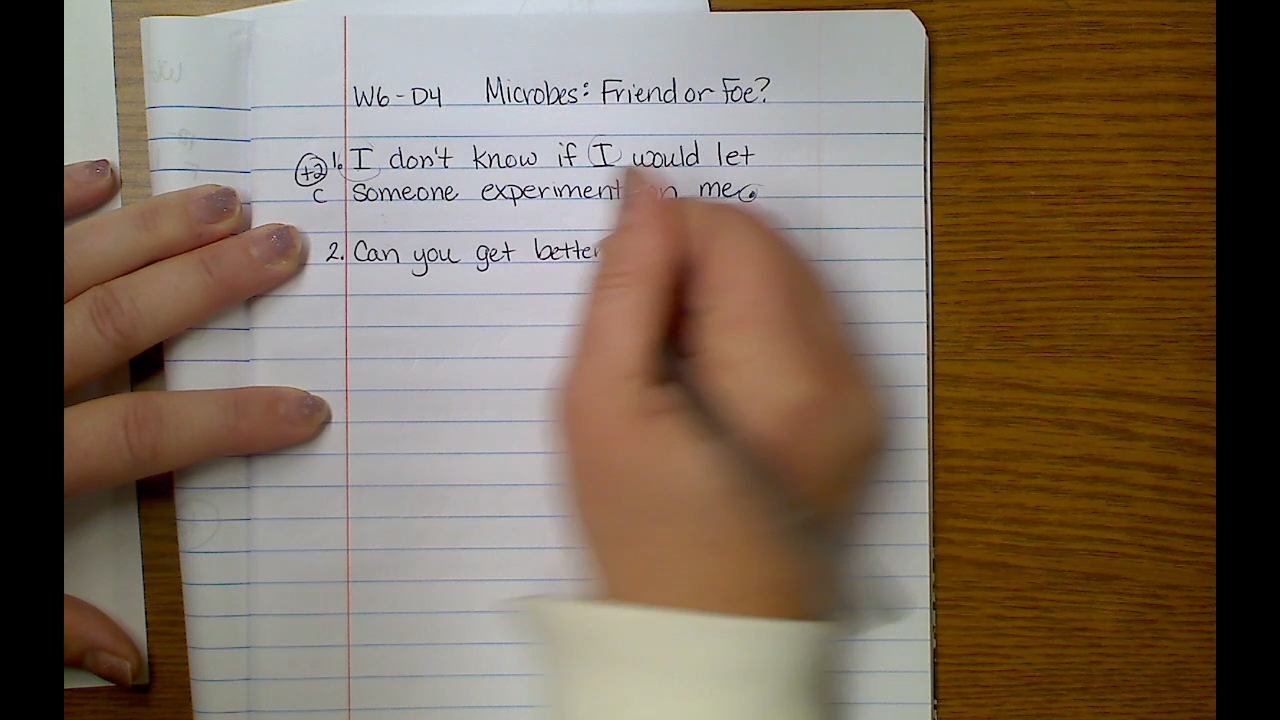 W6-D4 Microbes: Friend or Foe?
+2 1. I don't know if I would let
C someone experiment on me.
2. Can you get better